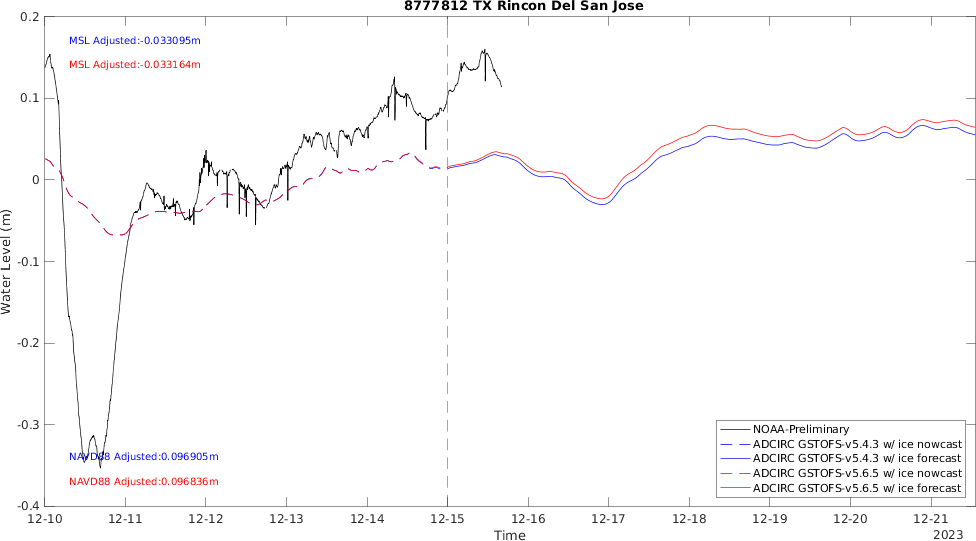 8777812 TX Rincon Del San Jose
MSL Adjusted:-0.033095m
MSL Adjusted:-0.033164m
NAVD88 Adjusted:0.096905m
NAVD88 Adjusted:0.096836m
Water Level (m)
0.2
0.1
0
-0.1
-0.2
-0.3
-0.4
NOAA-Preliminary
ADCIRC GSTOFS-v5.4.3 w/ ice nowcast
ADCIRC GSTOFS-v5.4.3 w/ ice forecast
ADCIRC GSTOFS-v5.6.5 w/ ice nowcast
ADCIRC GSTOFS-v5.6.5 w/ ice forecast
12-10 12-11 12-12 12-13 12-14 12-15 12-16 12-17 12-18 12-19 12-20 12-21
Time
2023